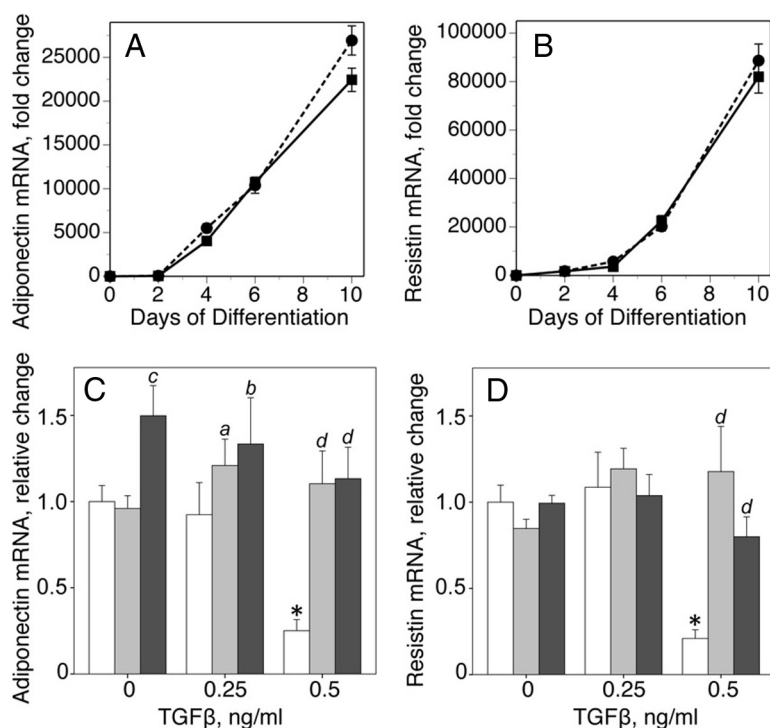 A
Adiponectin mRNA, fold change
25000
20000
15000
10000
5000
0
0 2 4 6 8 10
Days of Differentiation
B
Resistin mRNA, fold change
100000
80000
60000
40000
20000
0
0 2 4 6 8 10
Days of Differentiation
C
Adiponectin mRNA, relative change
1.5
1.0
0.5
0
c
a
b
*
d
d
0 0.25 0.5
TGFβ, ng/ml
D
Resistin mRNA, relative change
1.5
1.0
0.5
0
*
d
d
0 0.25 0.5
TGFβ, ng/ml